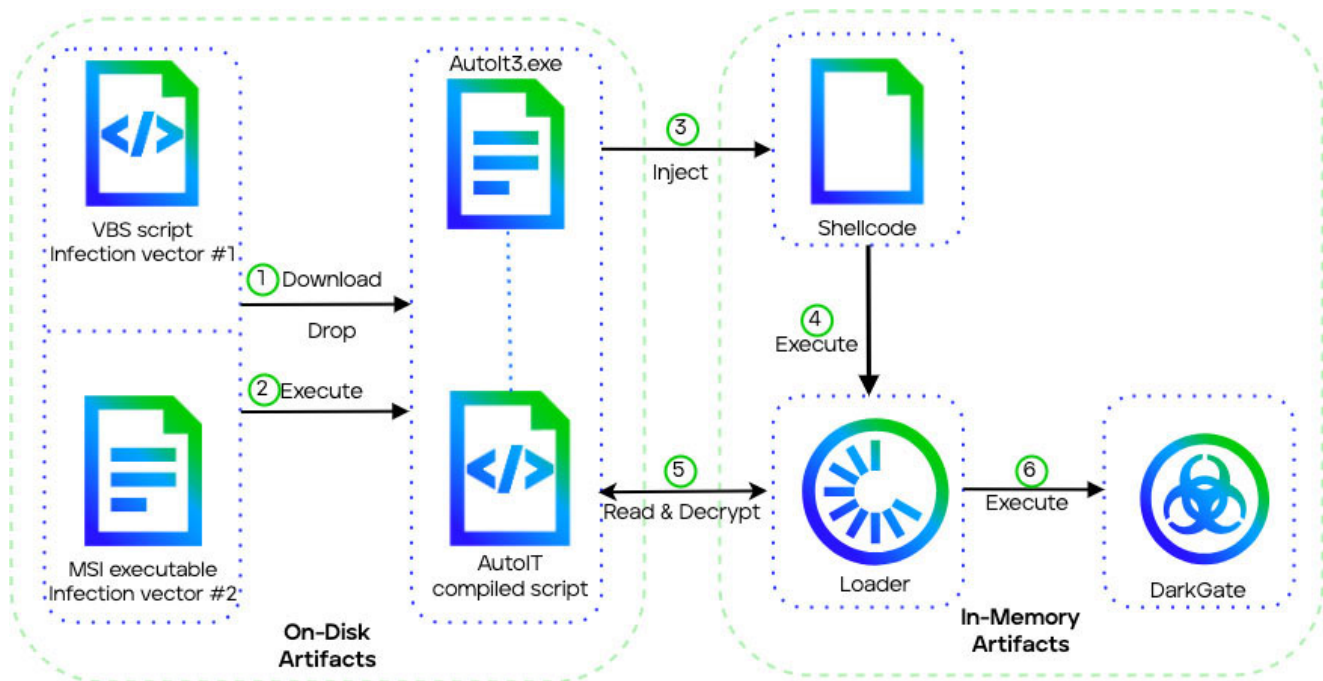 AutoIt3.exe
VBS script
Infection vector #1
1 Download
Drop
2 Execute
MSI executable
Infection vector #2
AutoIT
compiled script
On-Disk
Artifacts
3
Inject
Shellcode
4
Execute
5
Read & Decrypt
Loader
6
Execute
DarkGate
In-Memory
Artifacts